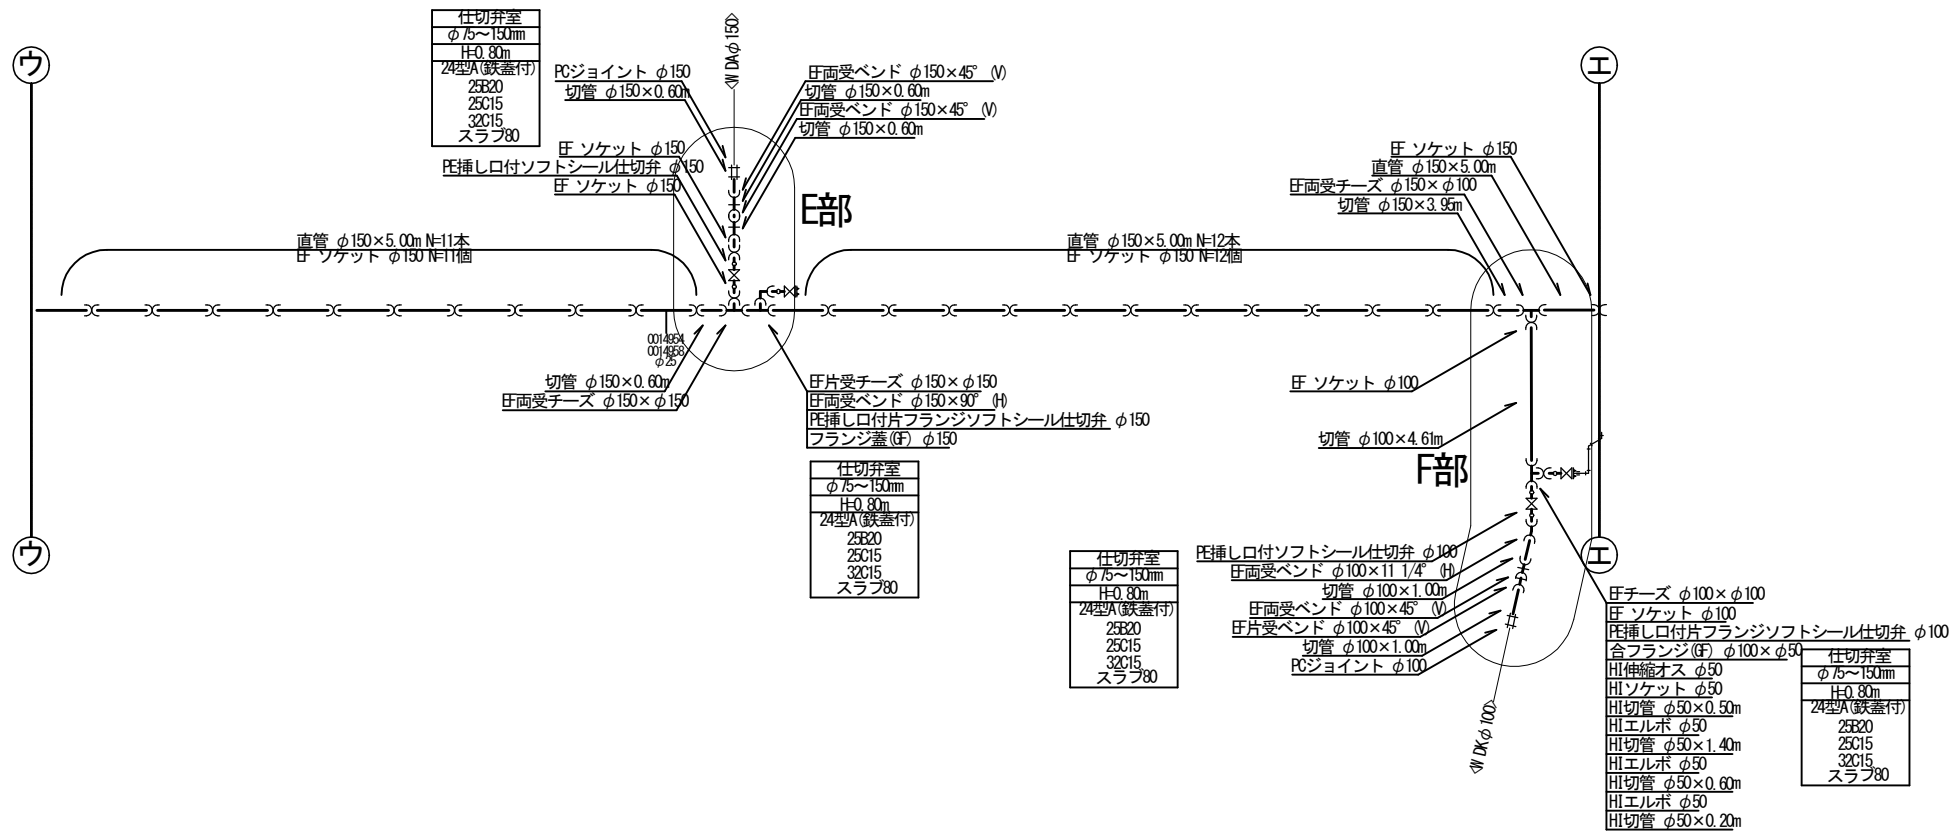 ウ
仕切弁室
φ75～150mm
H=0.80m
24型A(鉄蓋付)
25B20
25C15
32C15
スラブ80
PCジョイント φ150
切管 φ150×0.60m
W DAφ150
EF両受ベンド φ150×45° (V)
切管 φ150×0.60m
EF両受ベンド φ150×45° (V)
切管 φ150×0.60m
EF ソケット φ150
PE挿し口付ソフトシール仕切弁 φ150
EF ソケット φ150
E部
直管 φ150×5.00m N=11本
EF ソケット φ150 N=11個
直管 φ150×5.00m N=12本
EF ソケット φ150 N=12個
エ
EF ソケット φ150
直管 φ150×5.00m
EF両受チーズ φ150×φ100
切管 φ150×3.95m
0014954
0014958
φ25
切管 φ150×0.60m
EF両受チーズ φ150×φ150
EF片受チーズ φ150×φ150
EF両受ベンド φ150×90° (H)
PE挿し口付片フランジソフトシール仕切弁 φ150
フランジ蓋(GF) φ150
仕切弁室
φ75～150mm
H=0.80m
24型A(鉄蓋付)
25B20
25C15
32C15
スラブ80
EF ソケット φ100
切管 φ100×4.61m
F部
ウ
エ
PE挿し口付ソフトシール仕切弁 φ100
EF両受ベンド φ100×11 1/4° (H)
切管 φ100×1.00m
EF両受ベンド φ100×45° (V)
EF片受ベンド φ100×45° (V)
切管 φ100×1.00m
PCジョイント φ100
仕切弁室
φ75～150mm
H=0.80m
24型A(鉄蓋付)
25B20
25C15
32C15
スラブ80
W DKφ100
EFチーズ φ100×φ100
EF ソケット φ100
PE挿し口付片フランジソフトシール仕切弁 φ100
合フランジ(GF) φ100×φ50
HI伸縮オス φ50
HIソケット φ50
HI切管 φ50×0.50m
HIエルボ φ50
HI切管 φ50×1.40m
HIエルボ φ50
HI切管 φ50×0.60m
HIエルボ φ50
HI切管 φ50×0.20m
仕切弁室
φ75～150mm
H=0.80m
24型A(鉄蓋付)
25B20
25C15
32C15
スラブ80